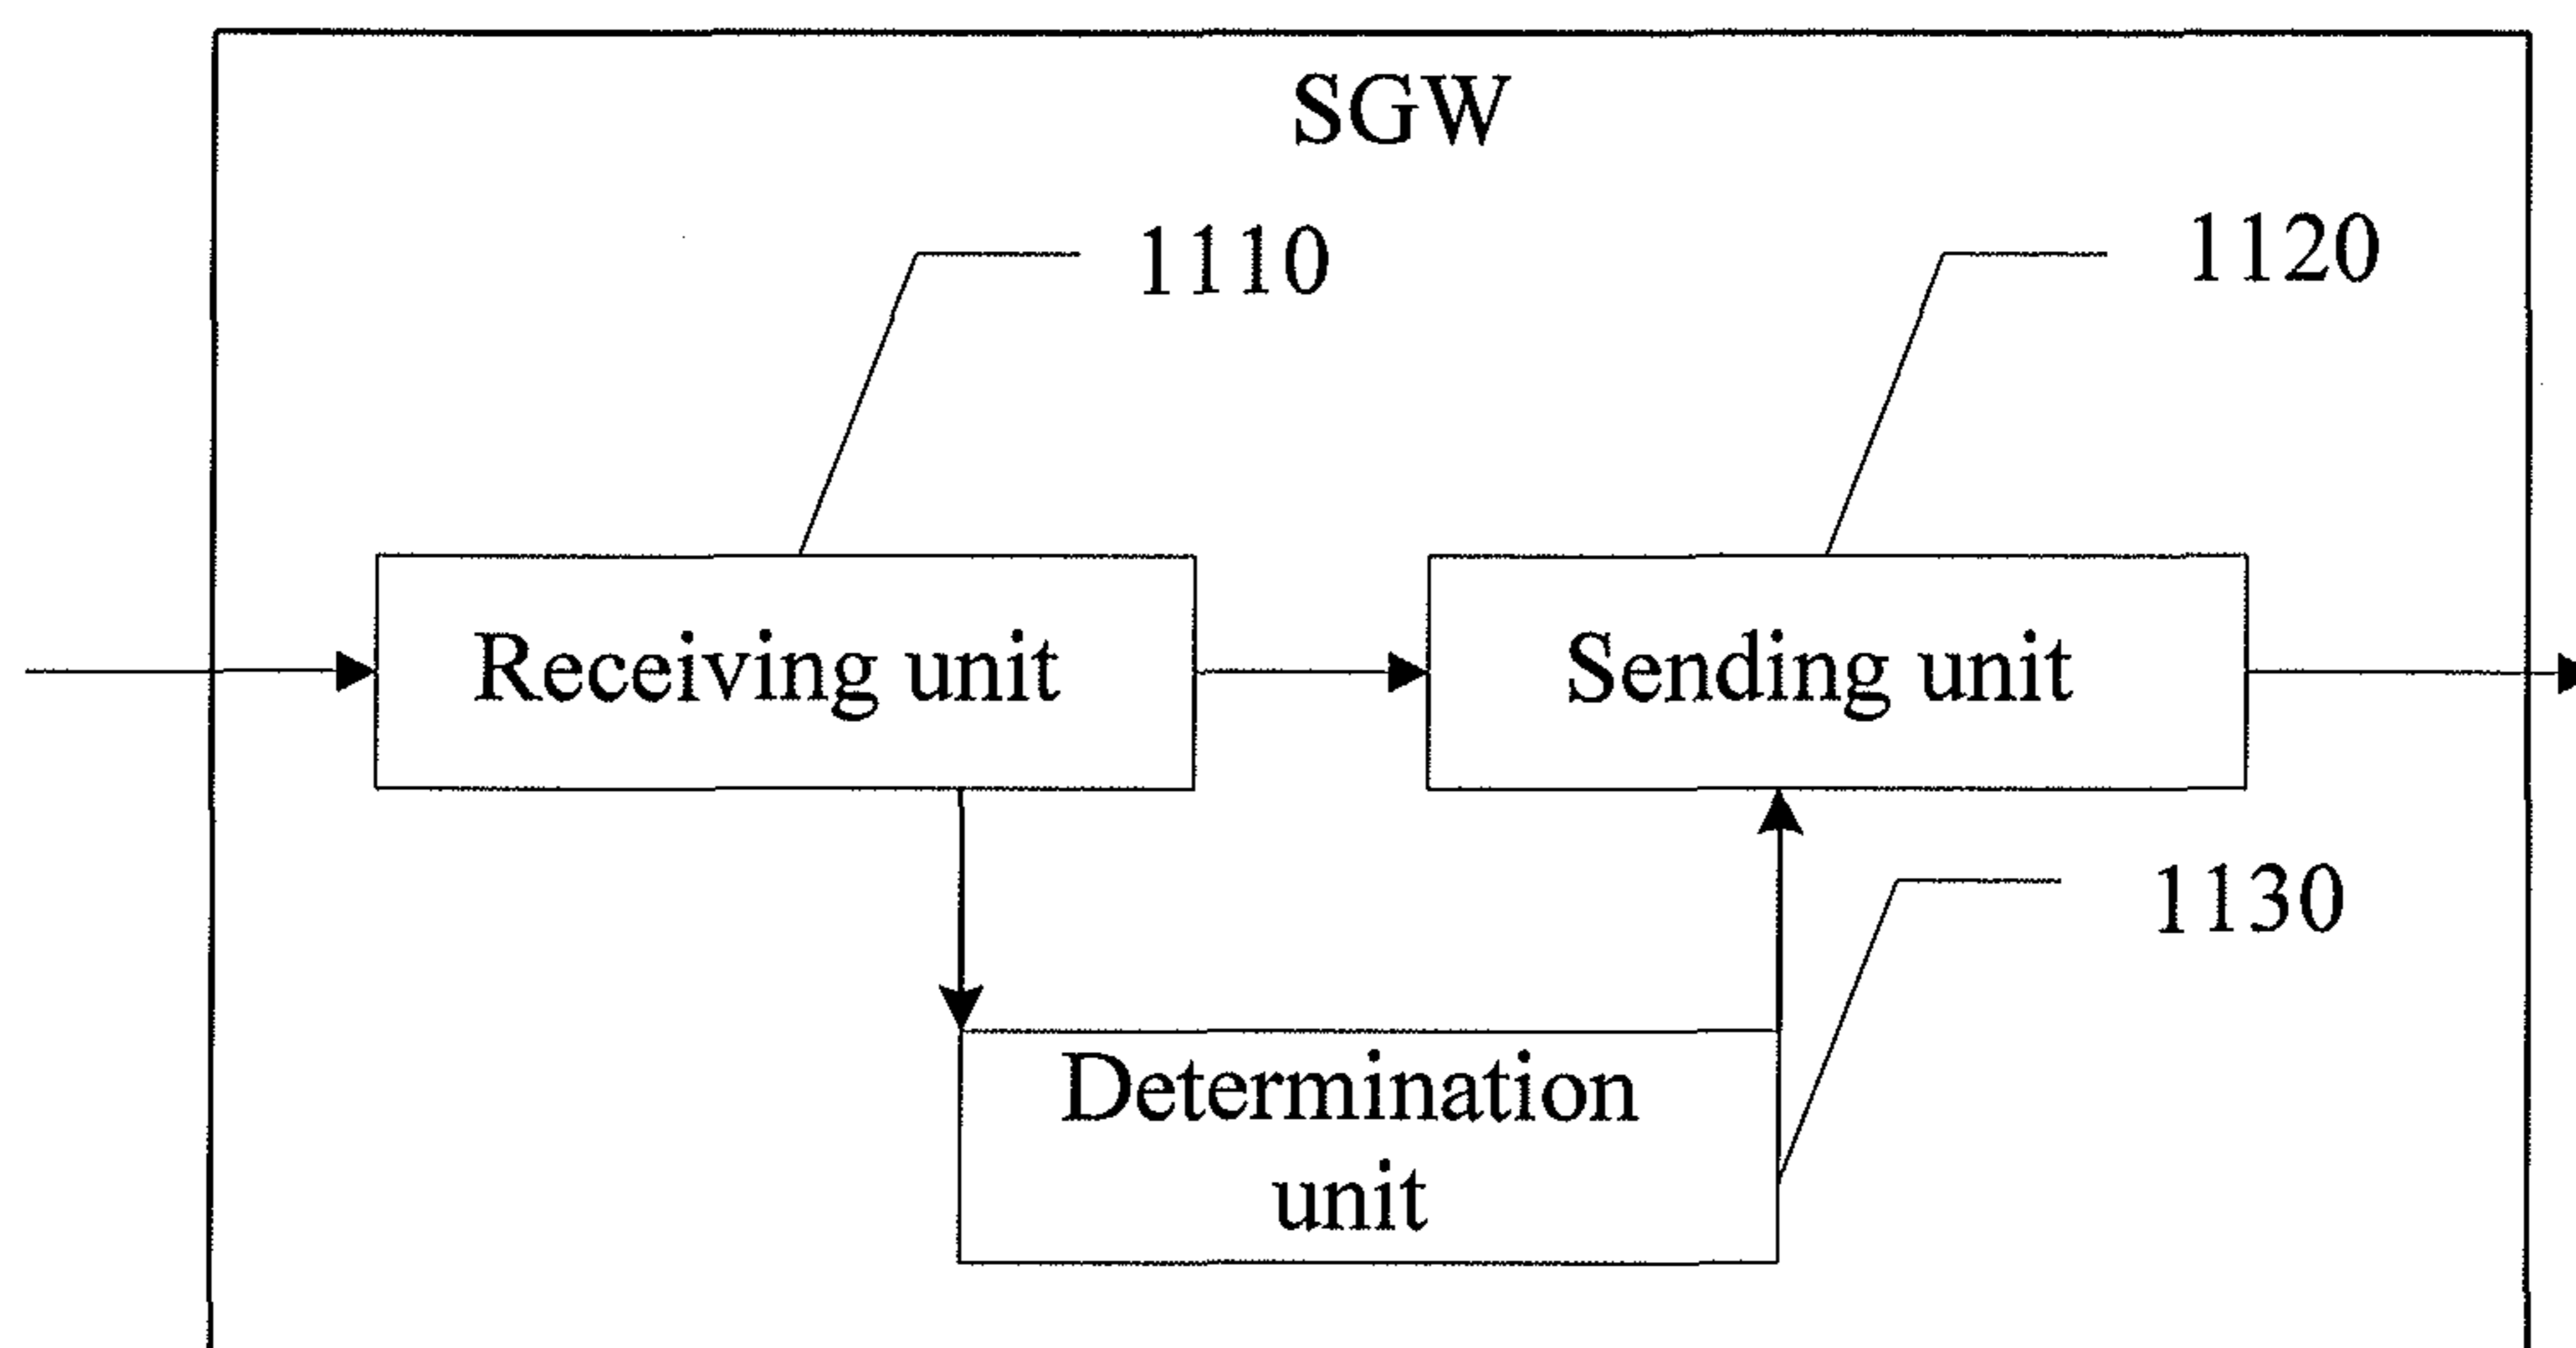 SGW
1110
1120
Receiving unit
Sending unit
1130
Determination
unit